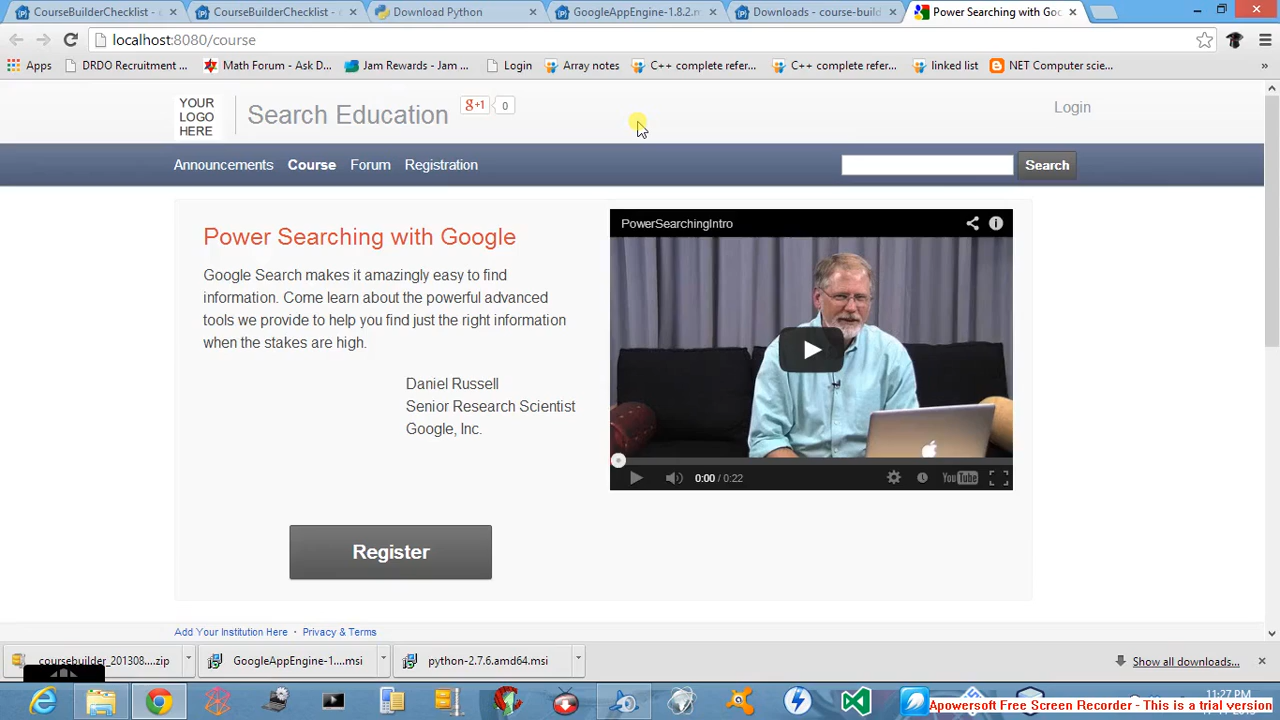 CourseBuilderChecklist -
CourseBuilderChecklist -
Download Python
GoogleAppEngine-1.8.2.m
Downloads - course-build
Power Searching with Goo
localhost:8080/course
Apps
DRDO Recruitment ...
Math Forum - Ask D...
Jam Rewards - Jam ...
Login
Array notes
C++ complete refer...
C++ complete refer...
linked list
NET Computer scie...
»
YOUR
LOGO
HERE
Search Education
g+1
0
Login
Announcements
Course
Forum
Registration
Search
Power Searching with Google
Google Search makes it amazingly easy to find
information. Come learn about the powerful advanced
tools we provide to help you find just the right information
when the stakes are high.
Daniel Russell
Senior Research Scientist
Google, Inc.
PowerSearchingIntro
0:00 / 0:22
YouTube
Register
Add Your Institution Here · Privacy & Terms
coursebuilder_201308....zip
GoogleAppEngine-1....msi
python-2.7.6.amd64.msi
Show all downloads...
11:27 PM
Apowersoft Free Screen Recorder - This is a trial version